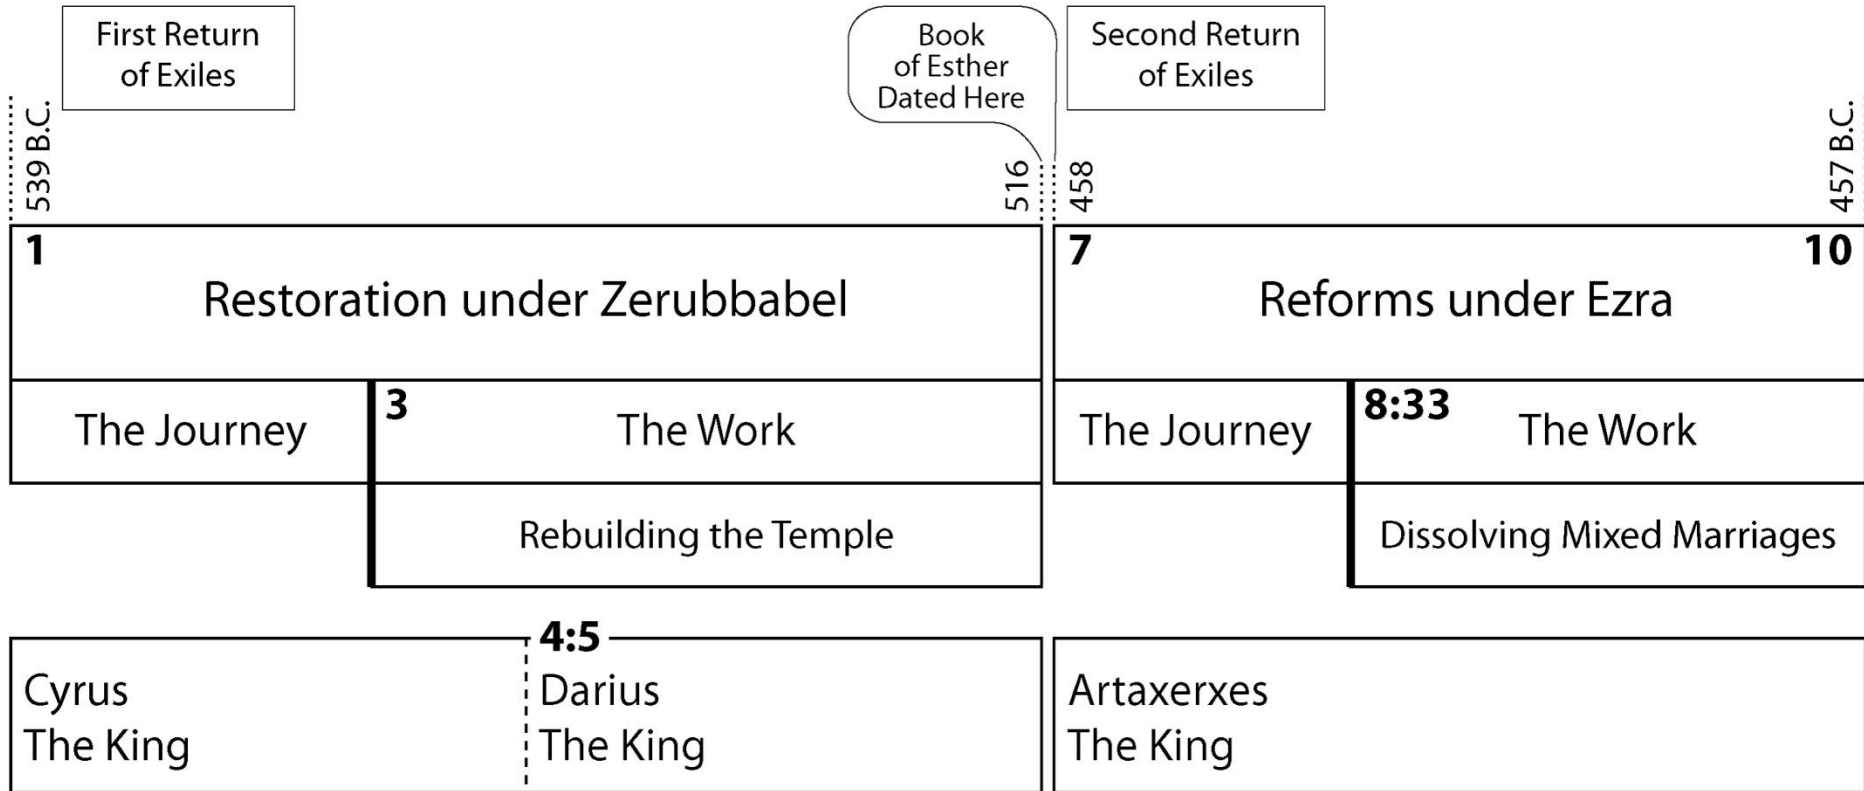 First Return
of Exiles
Book
of Esther
Dated Here
Second Return
of Exiles
539 B.C.
516
458
457 B.C.
1
Restoration under Zerubbabel
7
10
Reforms under Ezra
The Journey
3
The Work
The Journey
8:33
The Work
Rebuilding the Temple
Dissolving Mixed Marriages
Cyrus
The King
4:5
Darius
The King
Artaxerxes
The King